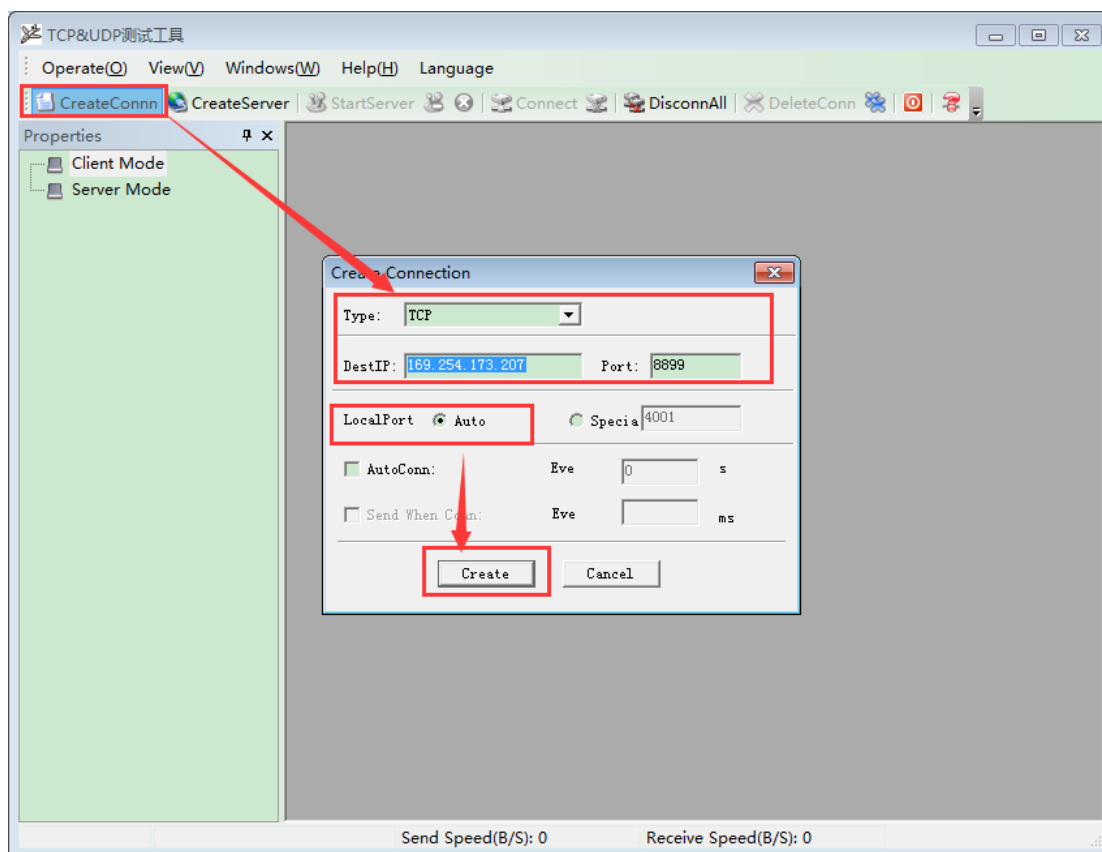 TCP&UDP测试工具
Operate(O) View(V) Windows(W) Help(H) Language
CreateConnn CreateServer StartServer Connect DisconnAll DeleteConn
Properties
Client Mode
Server Mode
Create Connection
Type: TCP
DestIP: 169.254.173.207 Port: 8899
LocalPort Auto Specia 4001
AutoConn: Eve 0 s
Send When Conn: Eve ms
Create Cancel
Send Speed(B/S): 0 Receive Speed(B/S): 0